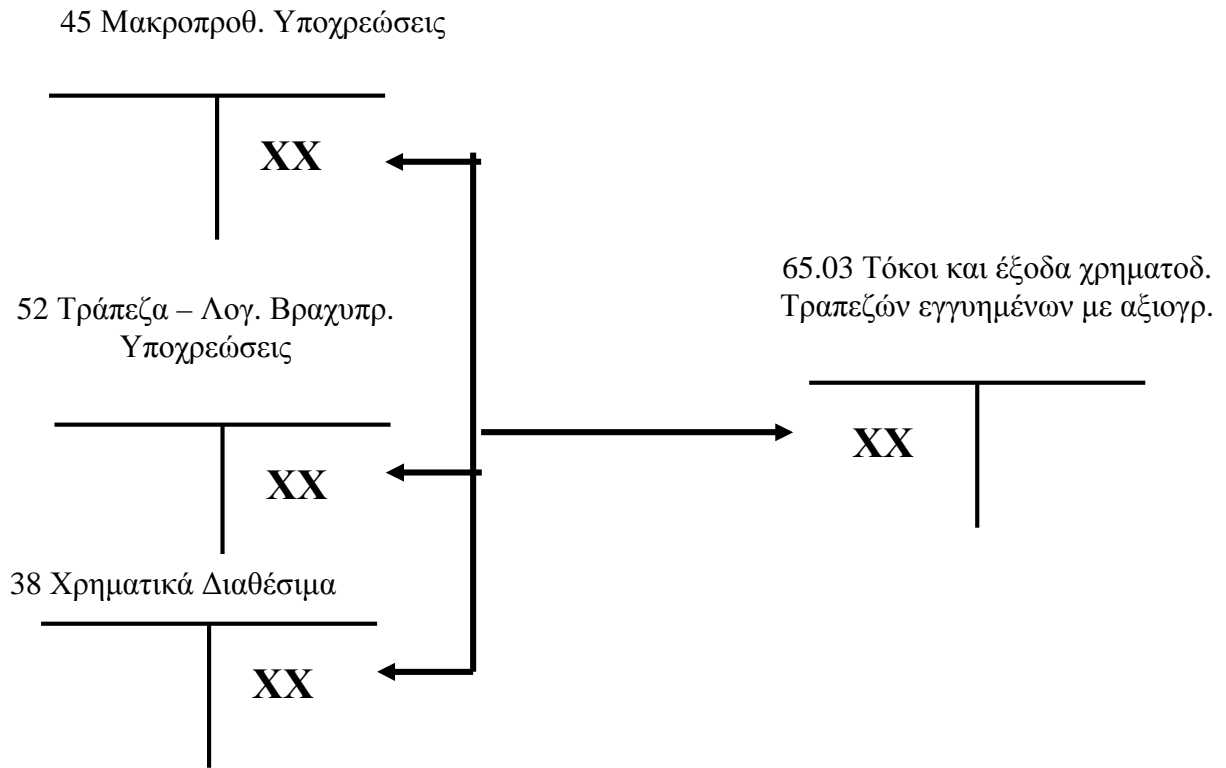 45 Μακροπροθ. Υποχρεώσεις
XX
52 Τράπεζα – Λογ. Βραχυπρ.
Υποχρεώσεις
XX
38 Χρηματικά Διαθέσιμα
XX
65.03 Τόκοι και έξοδα χρηματοδ.
Τραπεζών εγγυημένων με αξιογρ.
XX